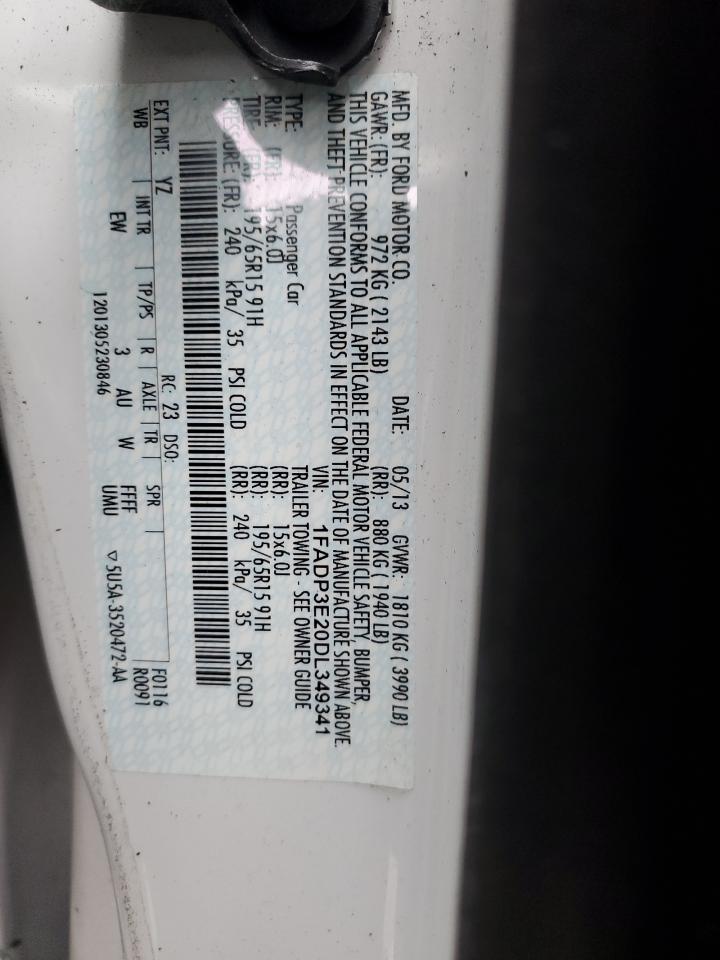 MFD. BY FORD MOTOR CO. DATE: 05/13 GVWR: 1810 KG ( 3990 LB)
GAWR: (FR): 972 KG ( 2143 LB) (RR): 880 KG ( 1940 LB)
THIS VEHICLE CONFORMS TO ALL APPLICABLE FEDERAL MOTOR VEHICLE SAFETY, BUMPER,
AND THEFT PREVENTION STANDARDS IN EFFECT ON THE DATE OF MANUFACTURE SHOWN ABOVE.
VIN: 1FADP3E20DL349341
TYPE: Passenger Car TRAILER TOWING - SEE OWNER GUIDE
RIM: (FR): 15x6.0J (RR): 15x6.0J
TIRE: (FR): 195/65R15 91H (RR): 195/65R15 91H
PRESSURE: (FR): 240 kPa/ 35 PSI COLD (RR): 240 kPa/ 35 PSI COLD
RC: 23 DSO: F0116
EXT PNT: YZ INT TR TP/PS R AXLE TR SPR R0091
WB EW 3 AU W FFFF
UMU
1201305230846 ▽5U5A-3520472-AA